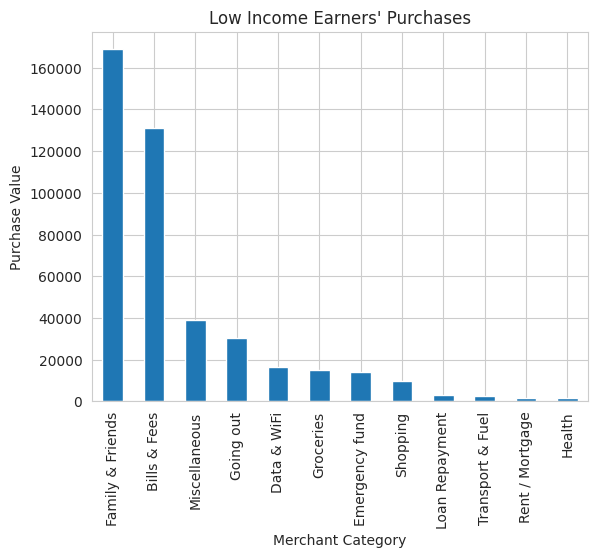 Low Income Earners' Purchases
Purchase Value
160000
140000
120000
100000
80000
60000
40000
20000
0
Family & Friends
Bills & Fees
Miscellaneous
Going out
Data & WiFi
Groceries
Emergency fund
Shopping
Loan Repayment
Transport & Fuel
Rent / Mortgage
Health
Merchant Category